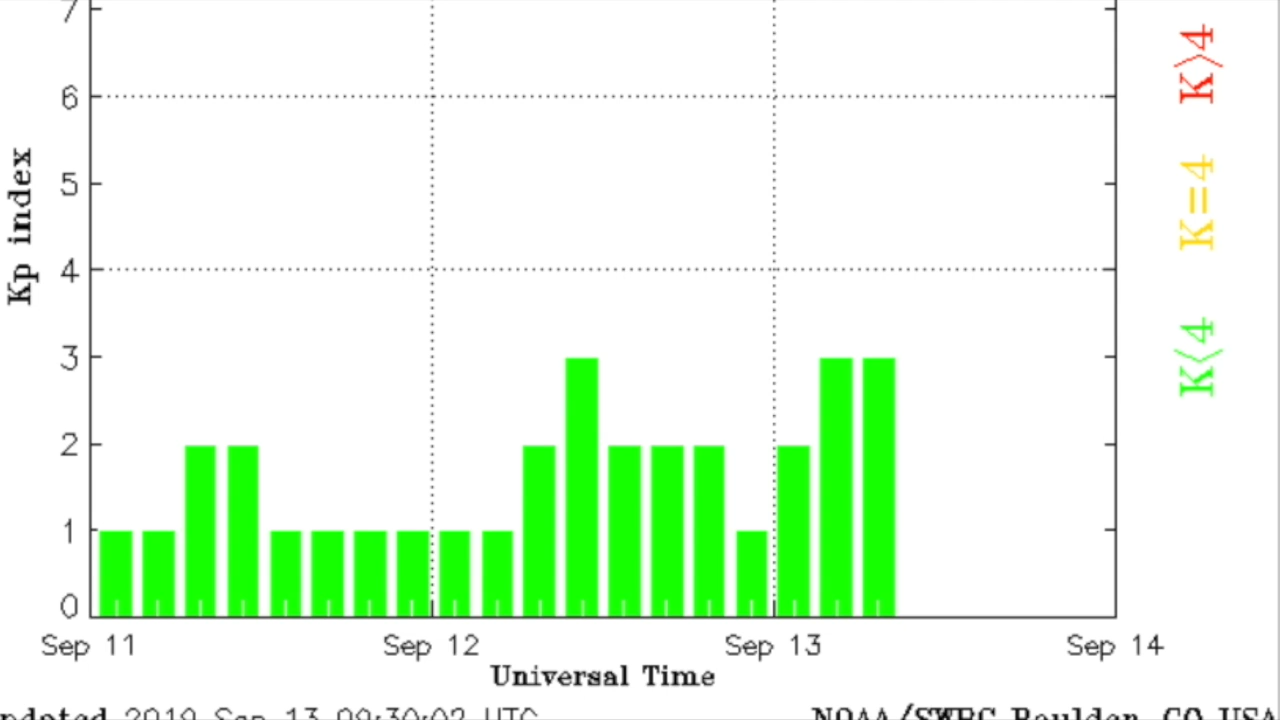 7
6
5
4
3
2
1
0
Kp index
K>4
K=4
K<4
Sep 11 Sep 12 Sep 13 Sep 14
Universal Time
2019 Sep 13 09:30:02 UTC NOAA/SWPC Boulder, CO USA